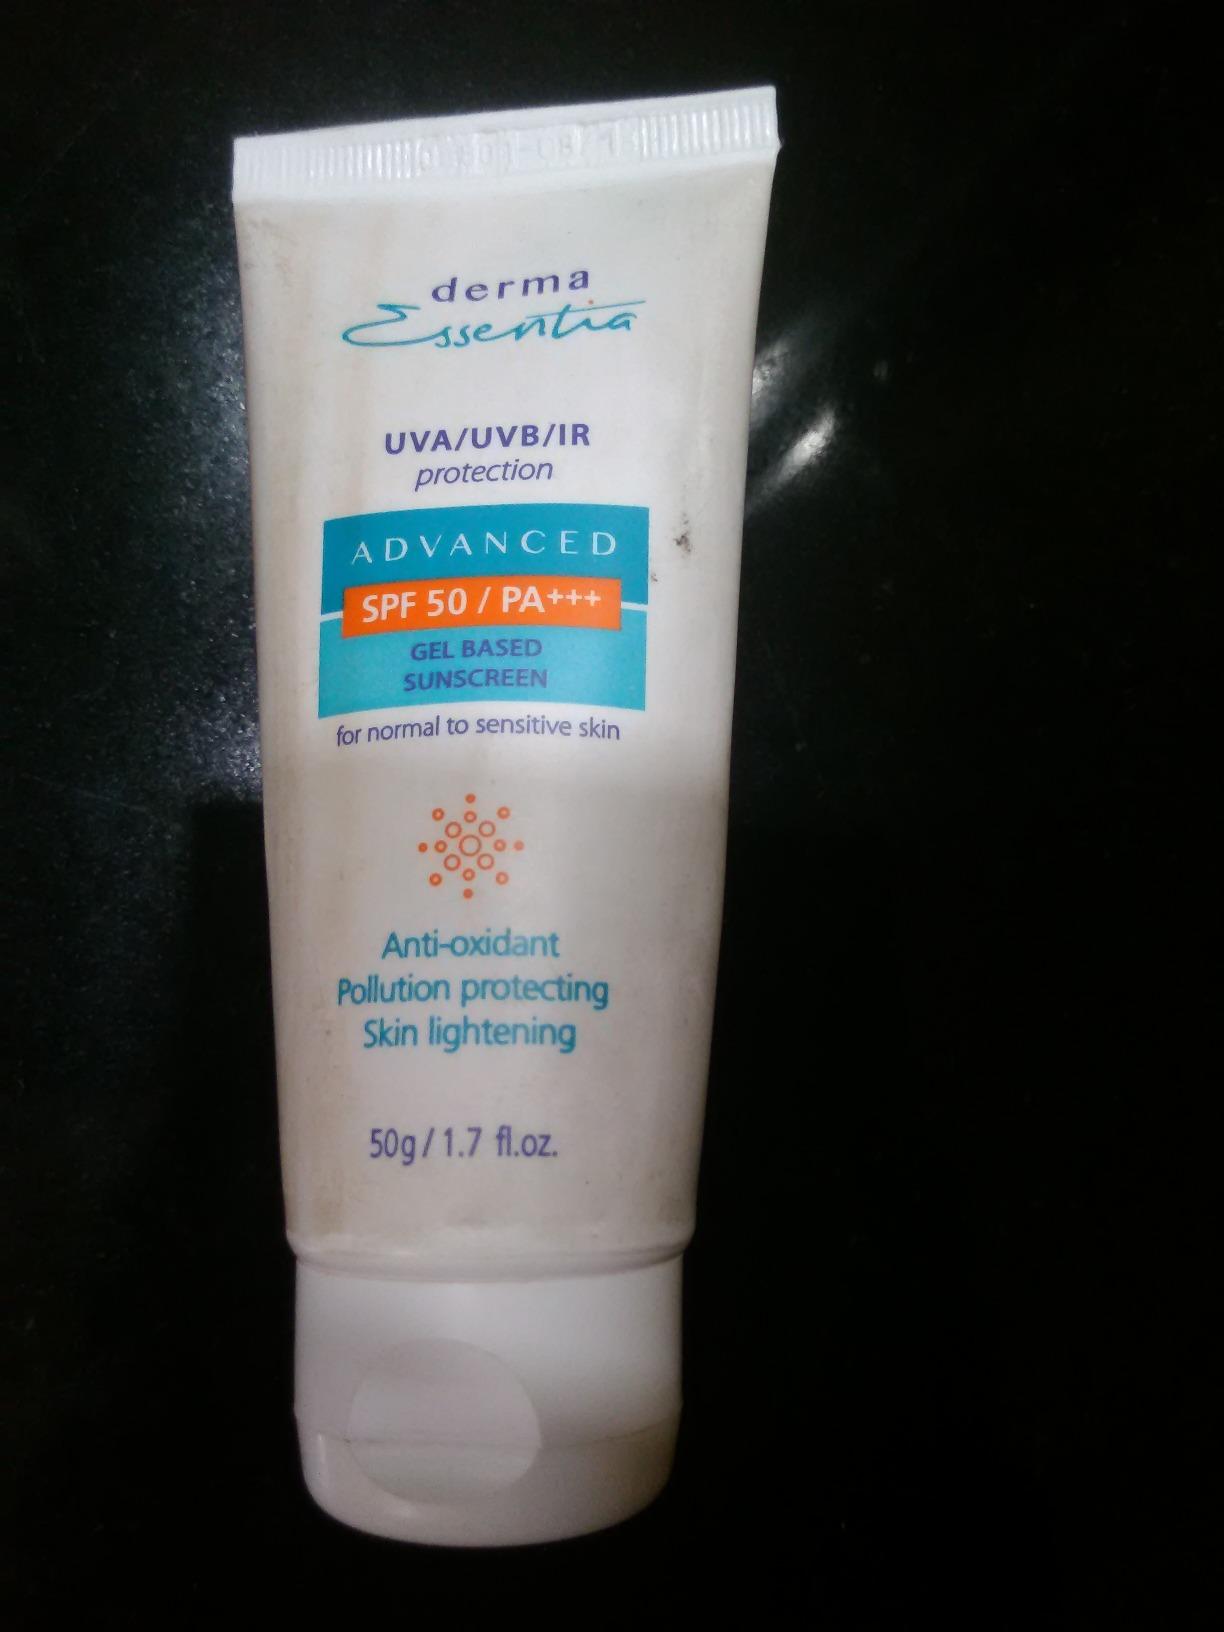 derma
Essentia
UVA/UVB/IR
protection
ADVANCED
SPF 50 / PA+++
GEL BASED
SUNSCREEN
for normal to sensitive skin
Anti-oxidant
Pollution protecting
Skin lightening
50g / 1.7 fl.oz.